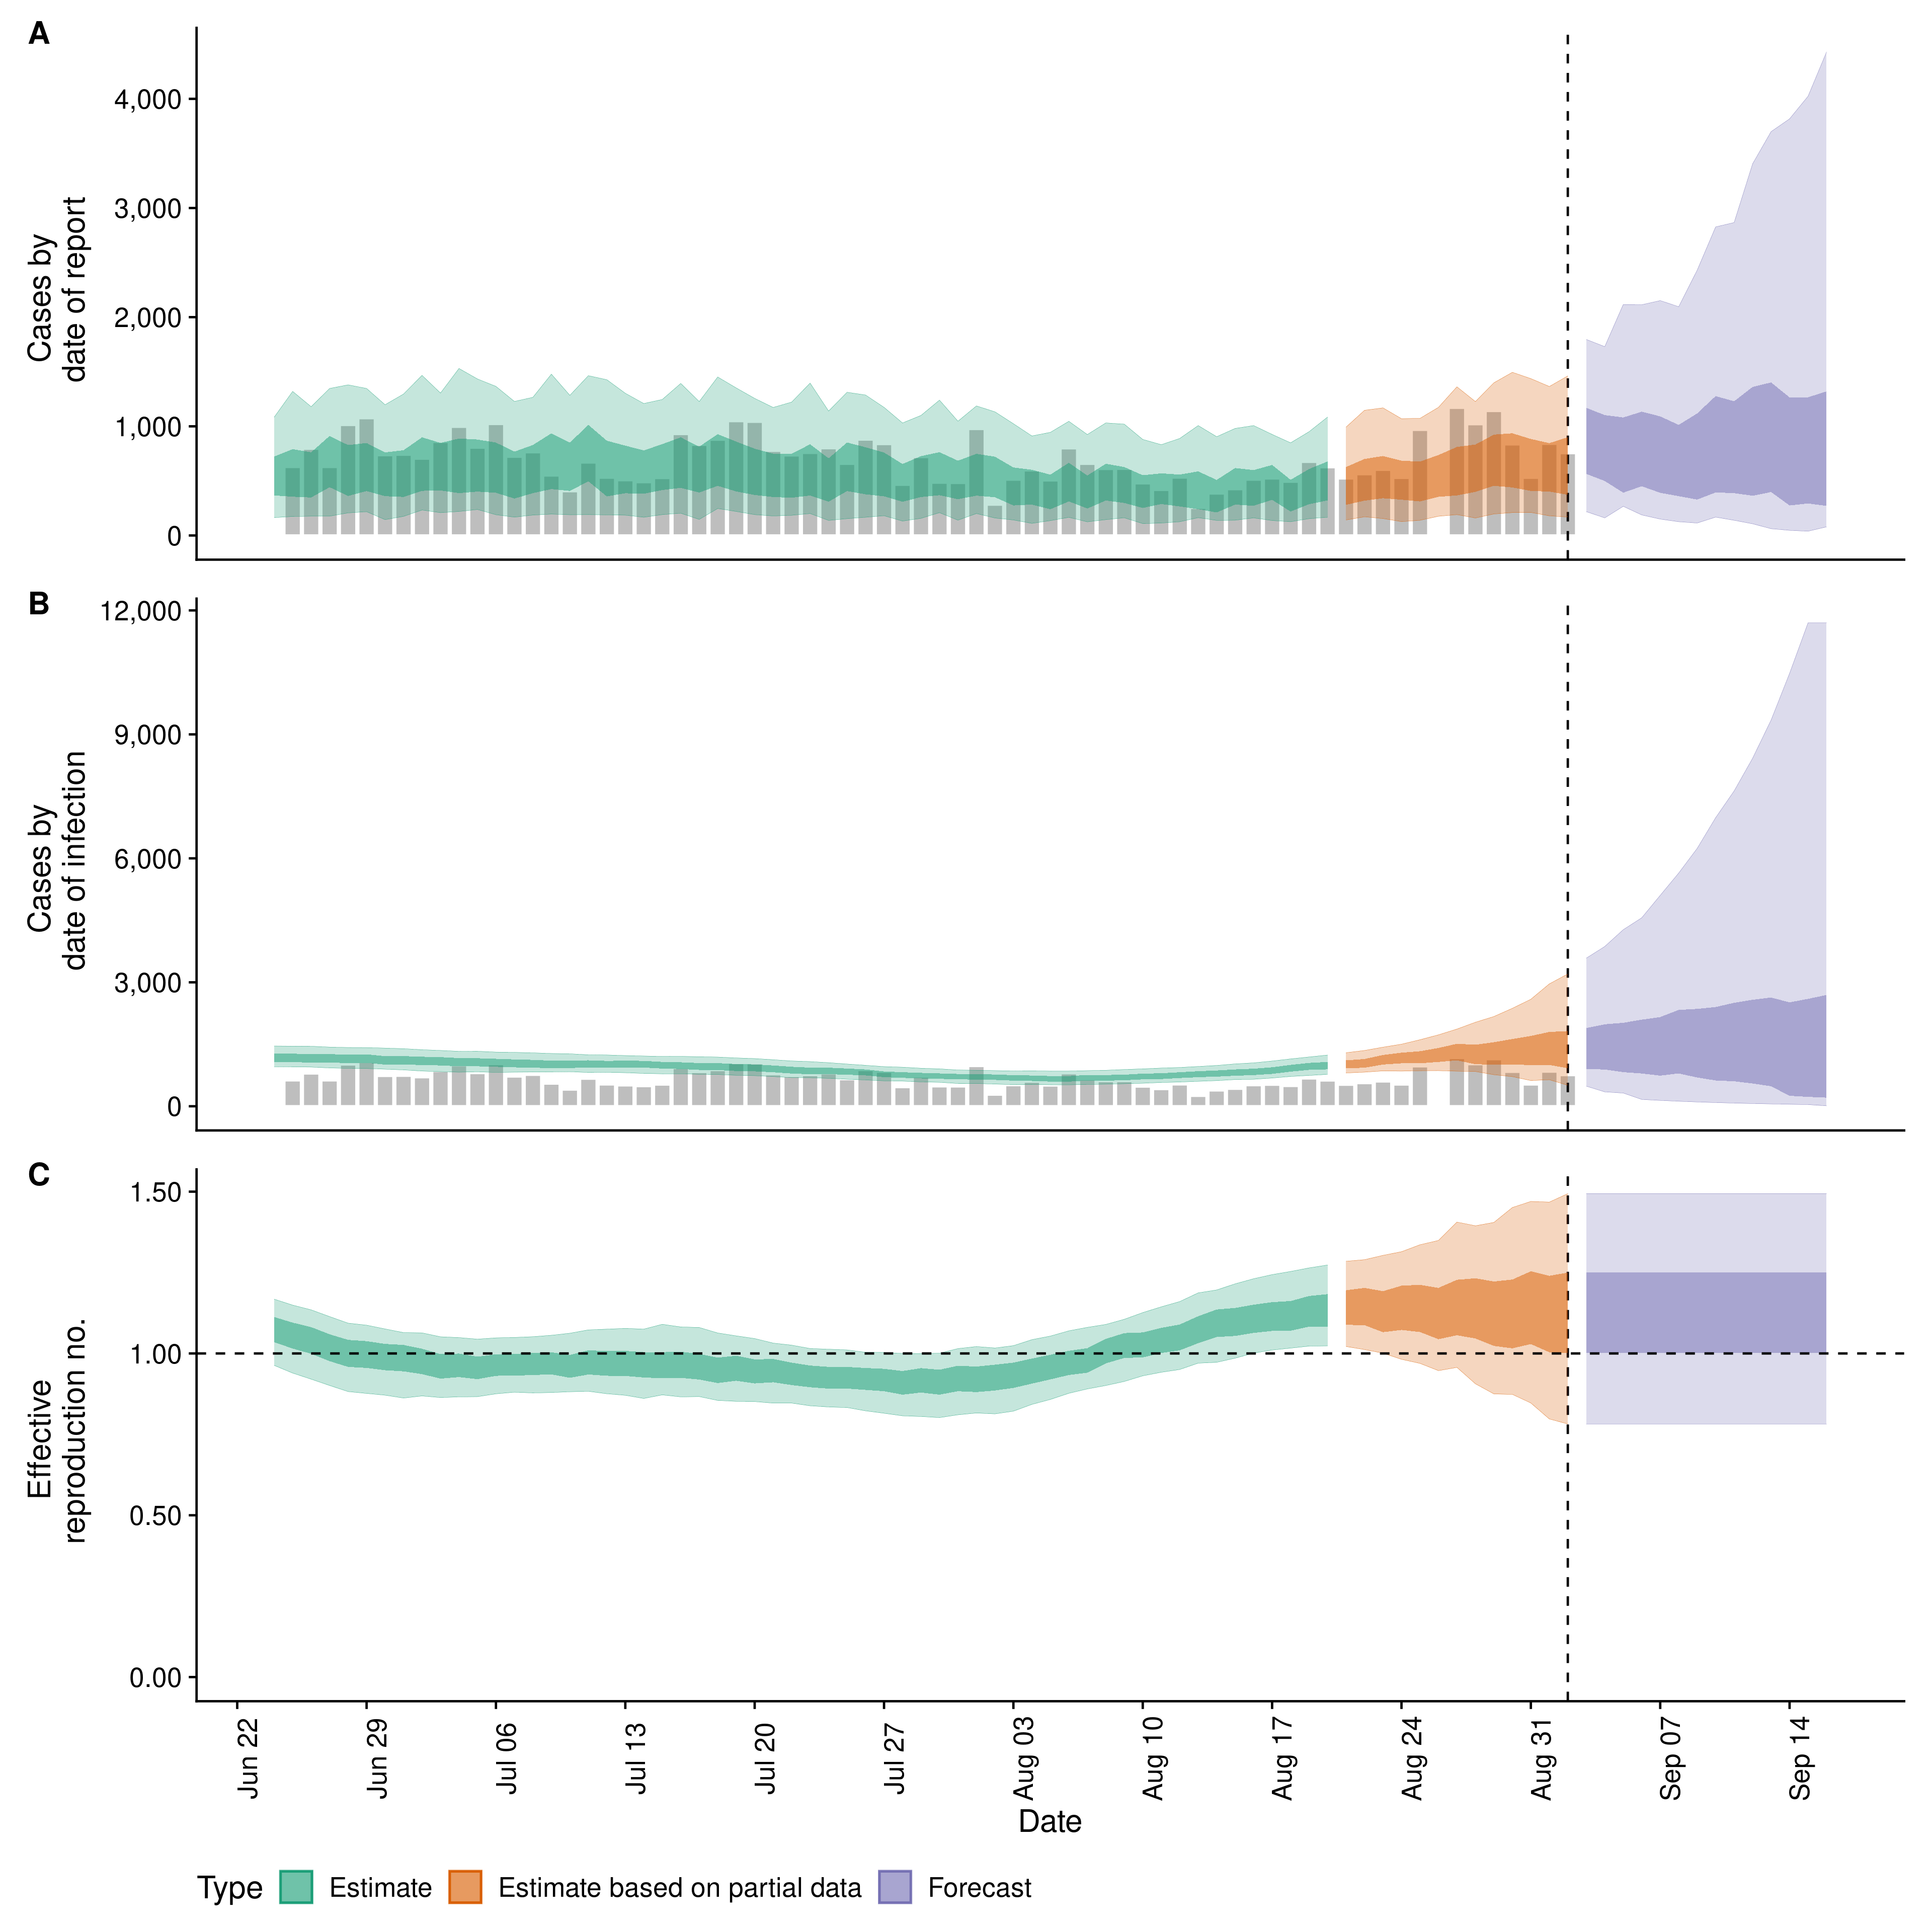 A
Cases by
date of report
4,000
3,000
2,000
1,000
0
B
Cases by
date of infection
12,000
9,000
6,000
3,000
0
C
Effective
reproduction no.
1.50
1.00
0.50
0.00
Jun 22
Jun 29
Jul 06
Jul 13
Jul 20
Jul 27
Aug 03
Aug 10
Aug 17
Aug 24
Aug 31
Sep 07
Sep 14
Date
Type Estimate Estimate based on partial data Forecast